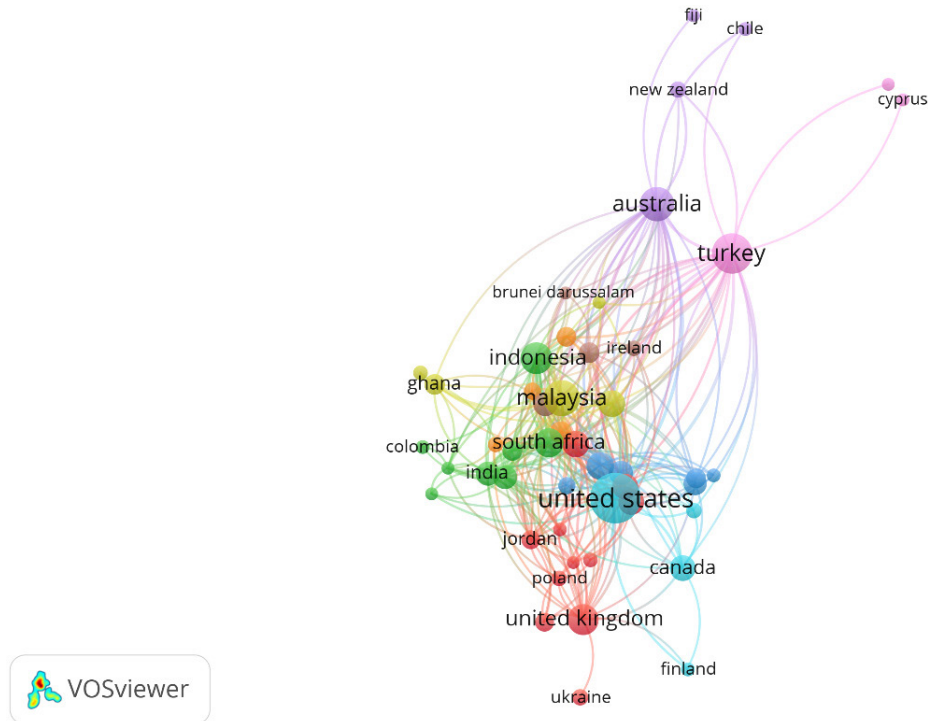 fiji
chile
new zealand
cyprus
australia
turkey
brunei darussalam
indonesia
ireland
ghana
malaysia
colombia
south africa
india
united states
jordan
canada
poland
united kingdom
finland
VOSviewer
ukraine